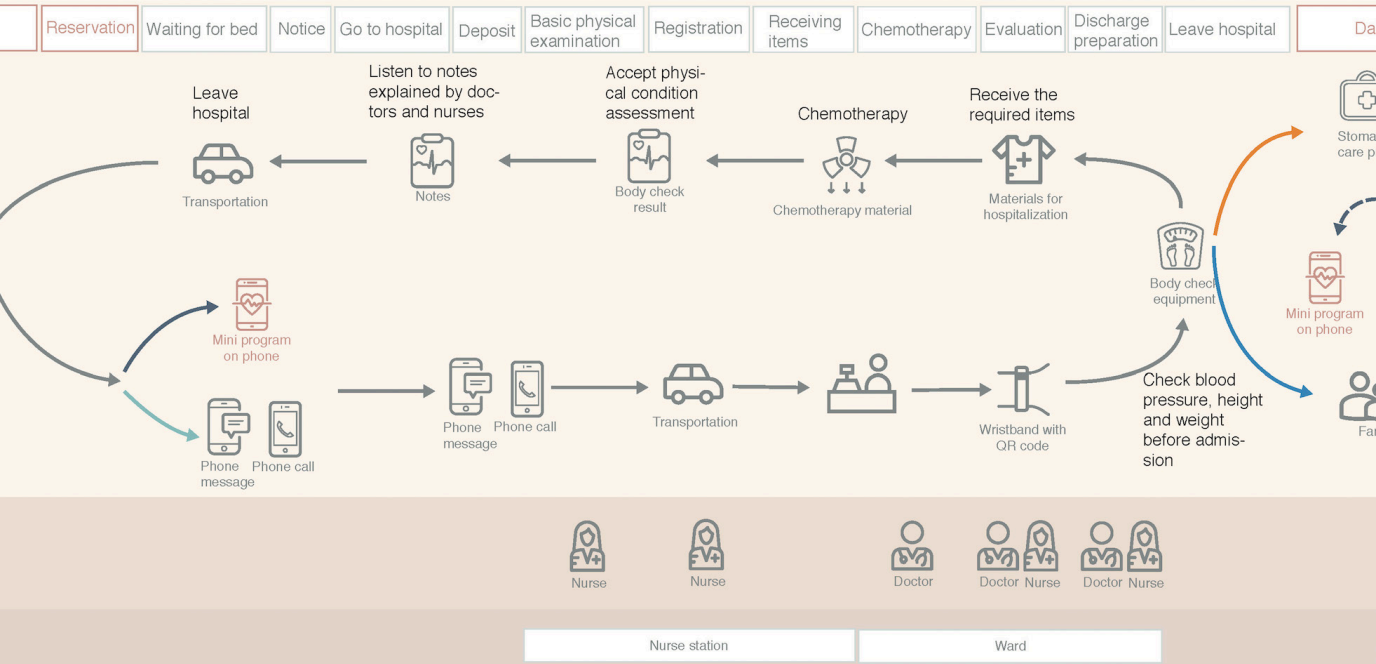 Reservation
Waiting for bed
Notice
Go to hospital
Deposit
Basic physical
examination
Registration
Receiving
items
Chemotherapy
Evaluation
Discharge
preparation
Leave hospital
Leave
hospital
Listen to notes
explained by doc-
tors and nurses
Accept physi-
cal condition
assessment
Chemotherapy
Receive the
required items
Transportation
Notes
Body check
result
Chemotherapy material
Materials for
hospitalization
Body check
equipment
Mini program
on phone
Mini program
on phone
Phone
message
Phone call
Phone
message
Phone call
Transportation
Wristband with
QR code
Check blood
pressure, height
and weight
before admis-
sion
Nurse
Nurse
Doctor
Doctor
Nurse
Doctor
Nurse
Nurse station
Ward